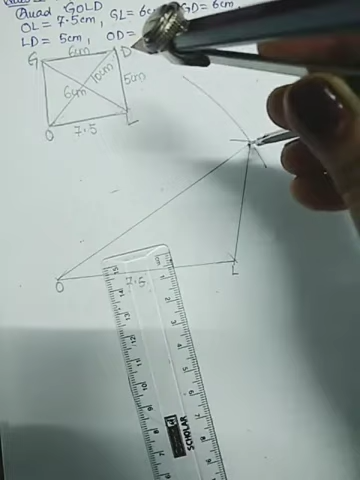 Quad GOLD
OL = 7.5cm, GL = 6cm GD = 6cm,
LD = 5cm, OD =
6cm
G D
10cm
6cm
5cm
O L
7.5
O L
7.5
SCHOLAR